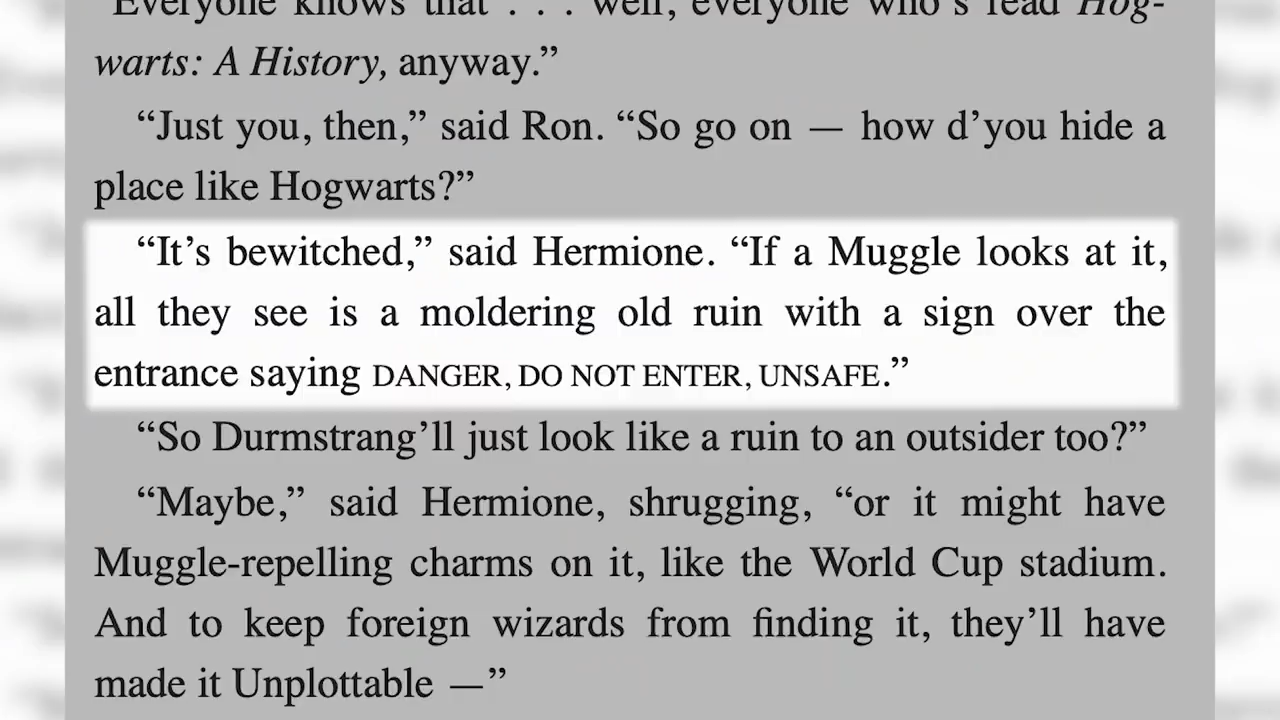 “Everyone knows that . . . well, everyone who’s read Hog-
warts: A History, anyway.”
“Just you, then,” said Ron. “So go on — how d’you hide a
place like Hogwarts?”
“It’s bewitched,” said Hermione. “If a Muggle looks at it,
all they see is a moldering old ruin with a sign over the
entrance saying DANGER, DO NOT ENTER, UNSAFE.”
“So Durmstrang’ll just look like a ruin to an outsider too?”
“Maybe,” said Hermione, shrugging, “or it might have
Muggle-repelling charms on it, like the World Cup stadium.
And to keep foreign wizards from finding it, they’ll have
made it Unplottable —”